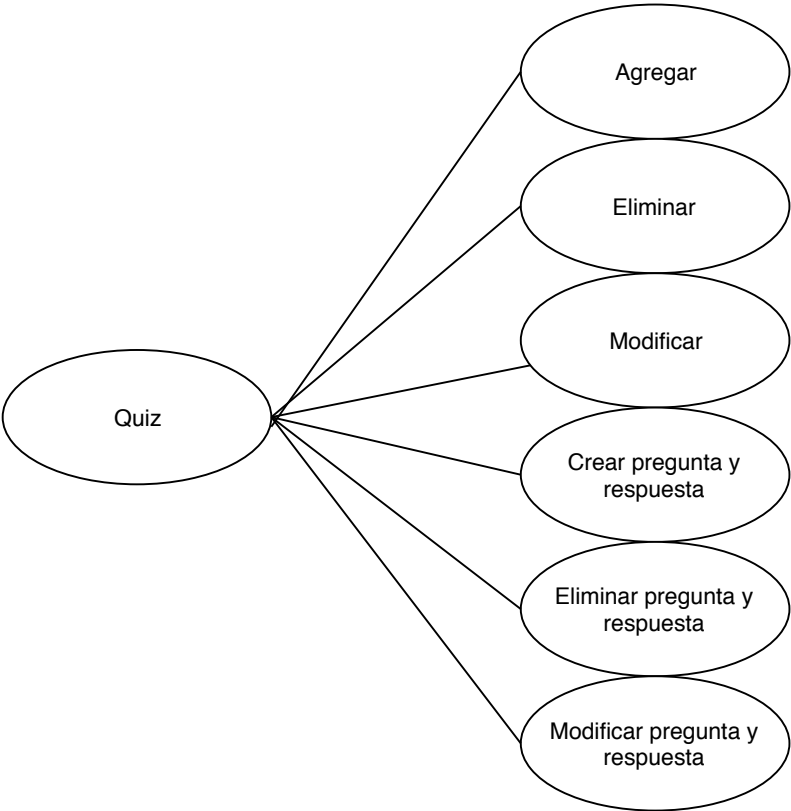 Agregar
Eliminar
Modificar
Quiz
Crear pregunta y
respuesta
Eliminar pregunta y
respuesta
Modificar pregunta y
respuesta